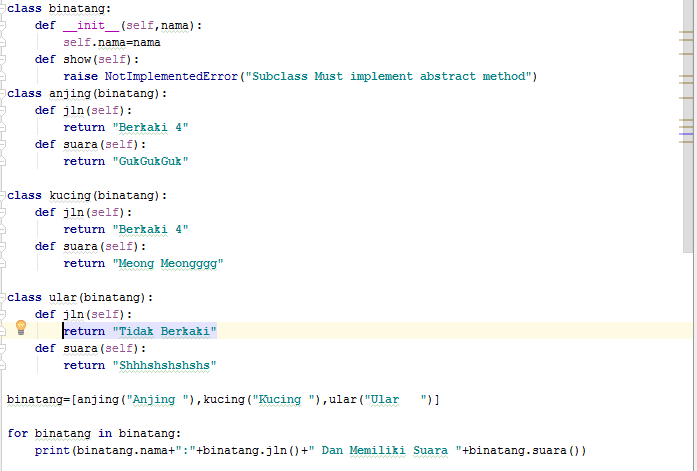 class binatang:
    def __init__(self,nama):
        self.nama=nama
    def show(self):
        raise NotImplementedError("Subclass Must implement abstract method")
class anjing(binatang):
    def jln(self):
        return "Berkaki 4"
    def suara(self):
        return "GukGukGuk"
class kucing(binatang):
    def jln(self):
        return "Berkaki 4"
    def suara(self):
        return "Meong Meongggg"
class ular(binatang):
    def jln(self):
        return "Tidak Berkaki"
    def suara(self):
        return "Shhhshshshshs"
binatang=[anjing("Anjing "),kucing("Kucing "),ular("Ular   ")]
for binatang in binatang:
    print(binatang.nama+":"+binatang.jln()+" Dan Memiliki Suara "+binatang.suara())